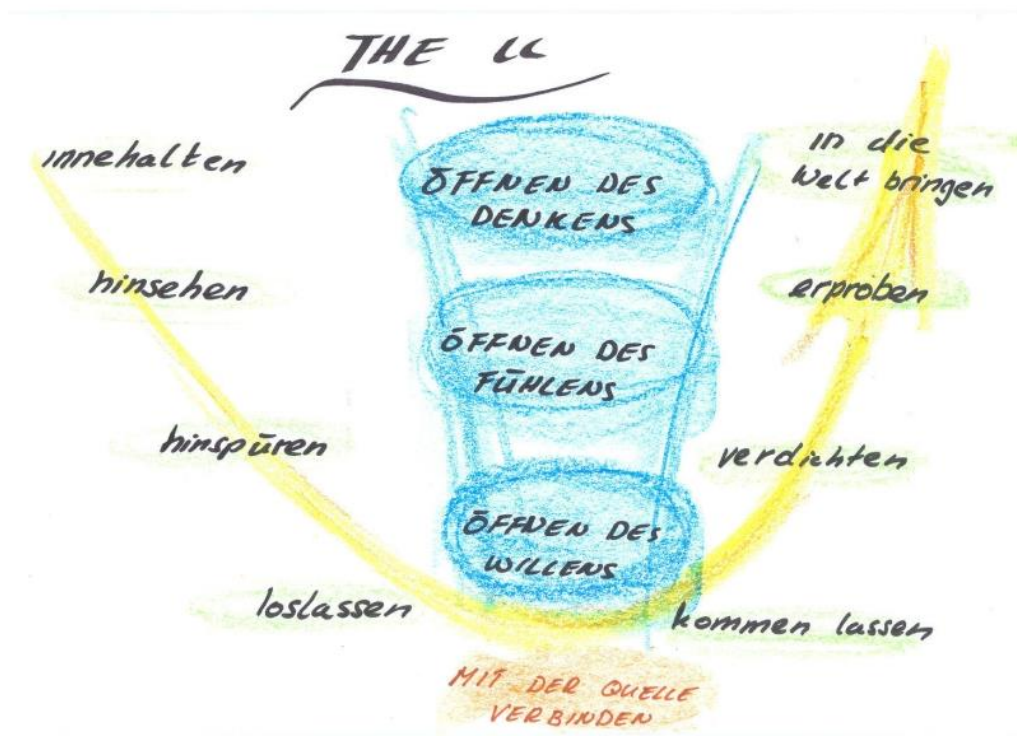 THE U
innehalten
hinsehen
hinspüren
loslassen
ÖFFNEN DES
DENKENS
ÖFFNEN DES
FÜHLENS
ÖFFNEN DES
WILLENS
MIT DER QUELLE
VERBINDEN
kommen lassen
verdichten
erproben
in die
Welt bringen